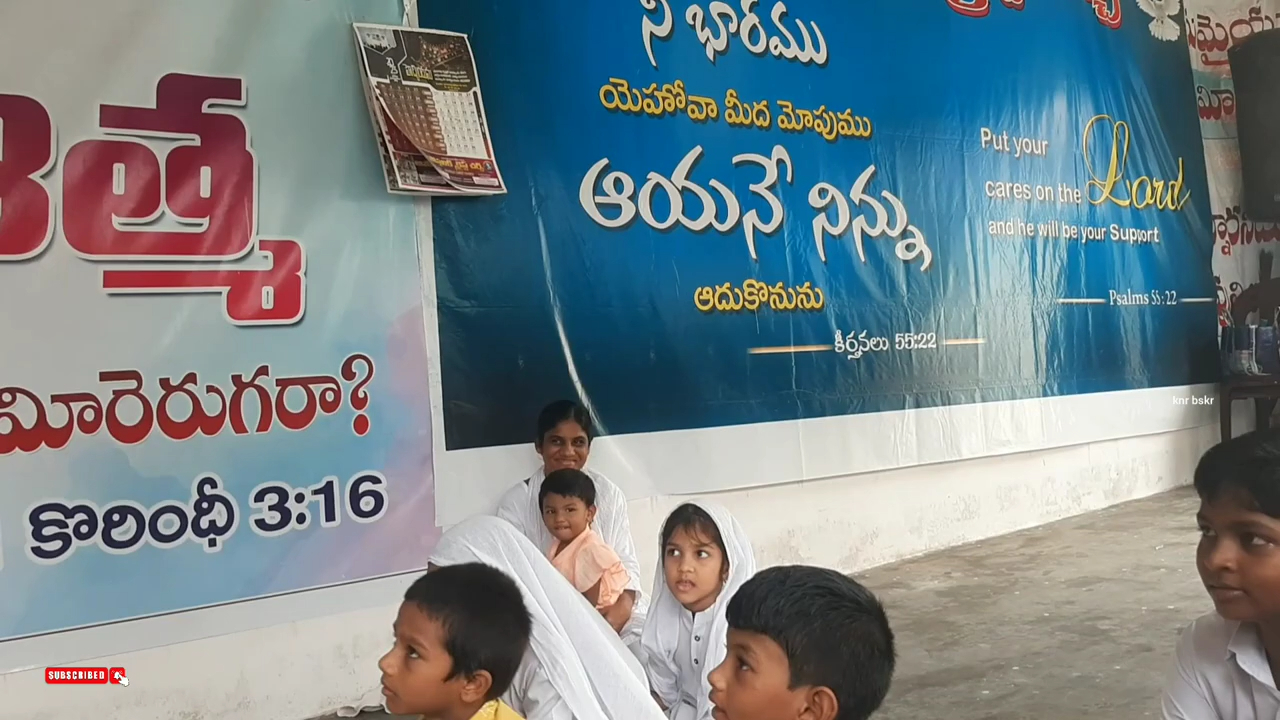 త్మ
మీరెరుగరా?
కొరింథీ 3:16
నీ భారము
యెహోవా మీద మోపుము
ఆయనే నిన్ను
ఆదుకొనును
కీర్తనలు 55:22
Put your
cares on the Lord
and he will be your Support
Psalms 55:22
knr bskr
SUBSCRIBED